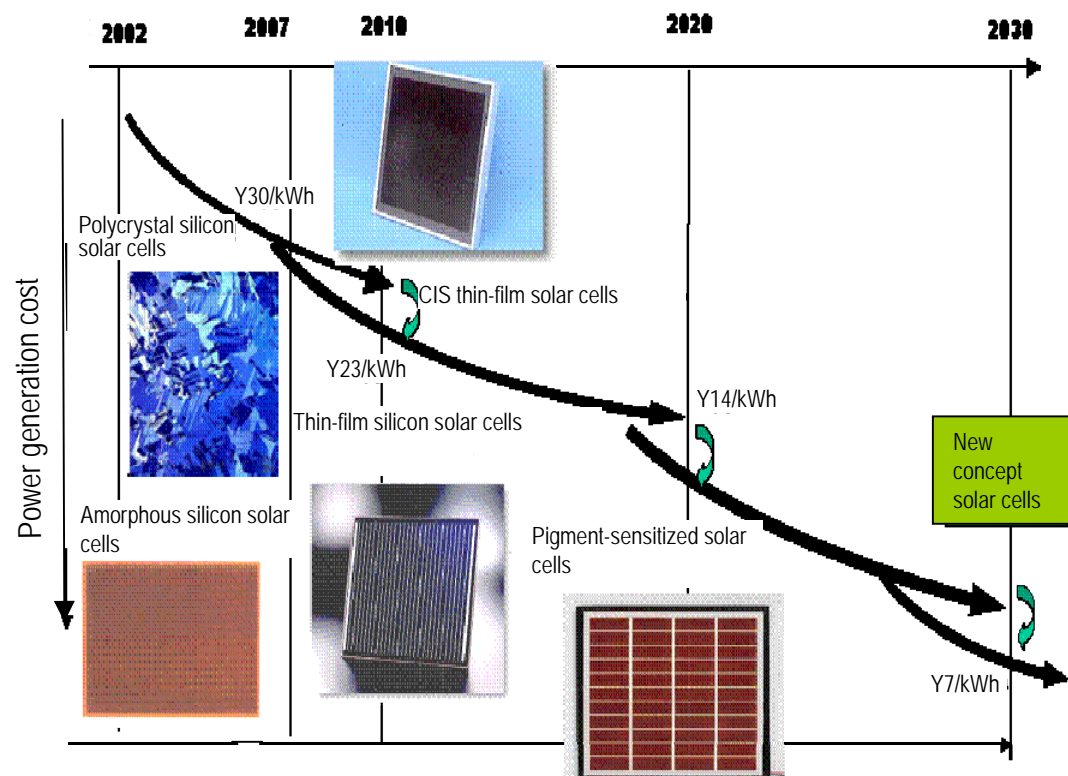 2002
2007
2010
2020
2030
Y30/kWh
Polycrystal silicon
solar cells
CIS thin-film solar cells
Y23/kWh
Y14/kWh
Thin-film silicon solar cells
New
concept
solar cells
Power generation cost
Amorphous silicon solar
cells
Pigment-sensitized solar
cells
Y7/kWh